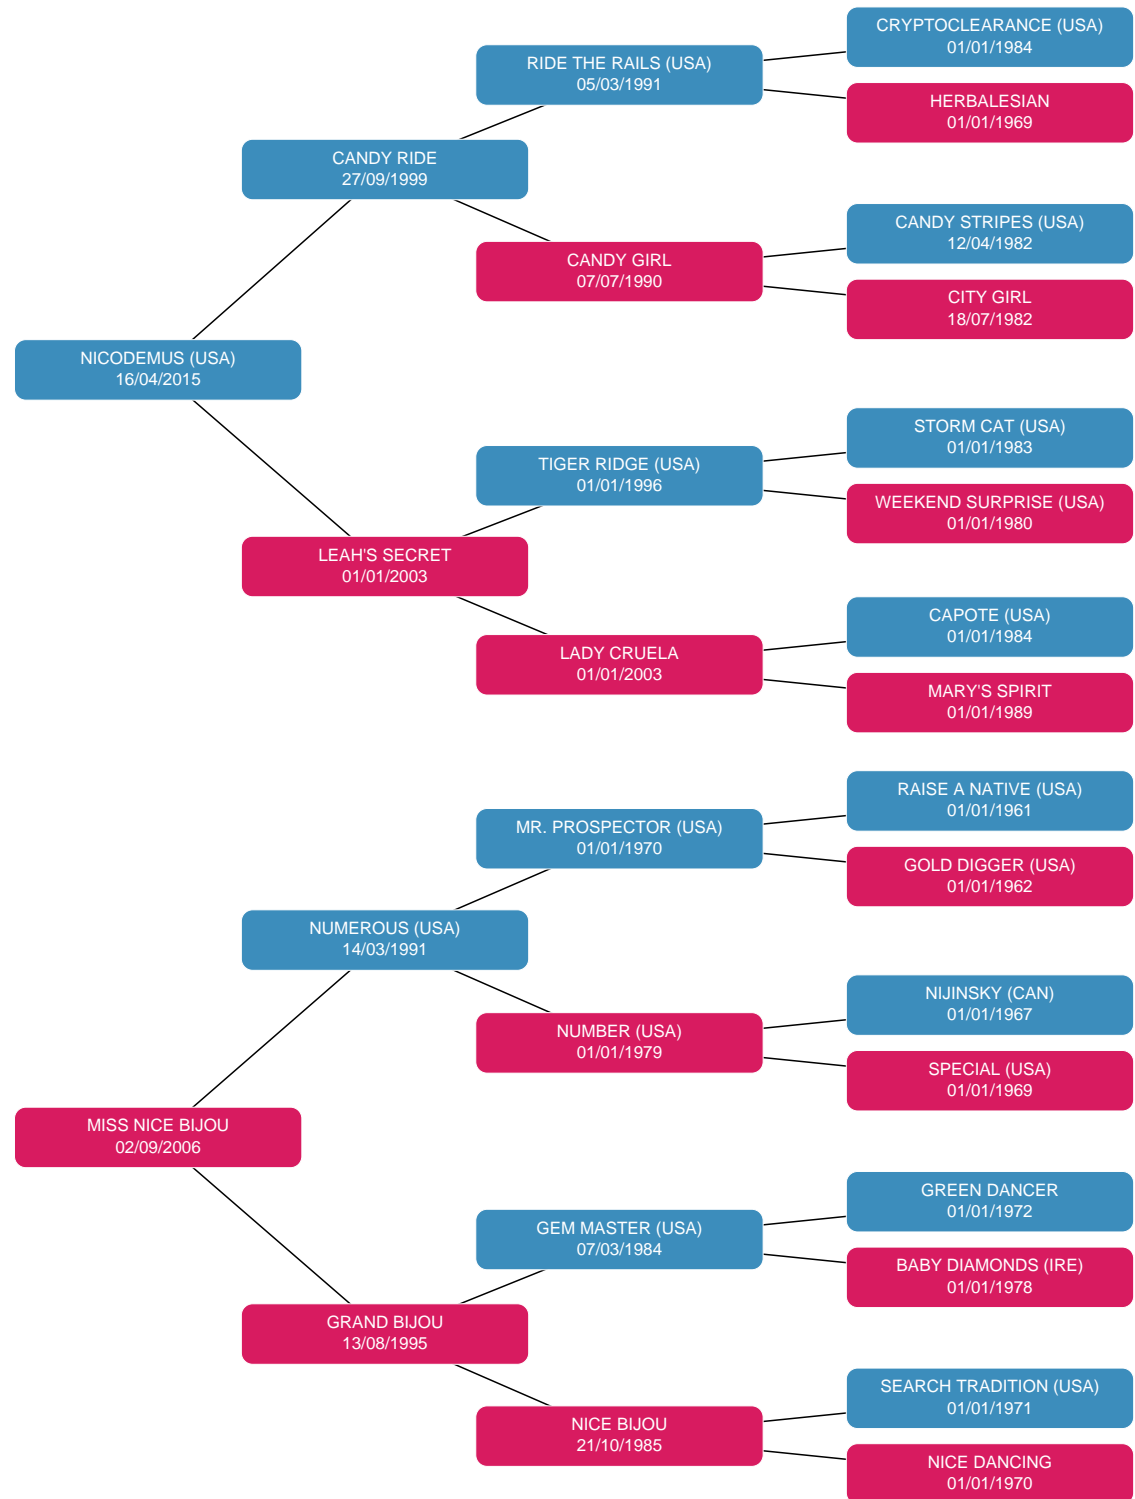 CRYPTOCLEARANCE (USA)
01/01/1984
RIDE THE RAILS (USA)
05/03/1991
HERBALESIAN
01/01/1969
CANDY RIDE
27/09/1999
CANDY STRIPES (USA)
12/04/1982
CANDY GIRL
07/07/1990
CITY GIRL
18/07/1982
NICODEMUS (USA)
16/04/2015
STORM CAT (USA)
01/01/1983
TIGER RIDGE (USA)
01/01/1996
WEEKEND SURPRISE (USA)
01/01/1980
LEAH'S SECRET
01/01/2003
CAPOTE (USA)
01/01/1984
LADY CRUELA
01/01/2003
MARY'S SPIRIT
01/01/1989
RAISE A NATIVE (USA)
01/01/1961
MR. PROSPECTOR (USA)
01/01/1970
GOLD DIGGER (USA)
01/01/1962
NUMEROUS (USA)
14/03/1991
NIJINSKY (CAN)
01/01/1967
NUMBER (USA)
01/01/1979
SPECIAL (USA)
01/01/1969
MISS NICE BIJOU
02/09/2006
GREEN DANCER
01/01/1972
GEM MASTER (USA)
07/03/1984
BABY DIAMONDS (IRE)
01/01/1978
GRAND BIJOU
13/08/1995
SEARCH TRADITION (USA)
01/01/1971
NICE BIJOU
21/10/1985
NICE DANCING
01/01/1970